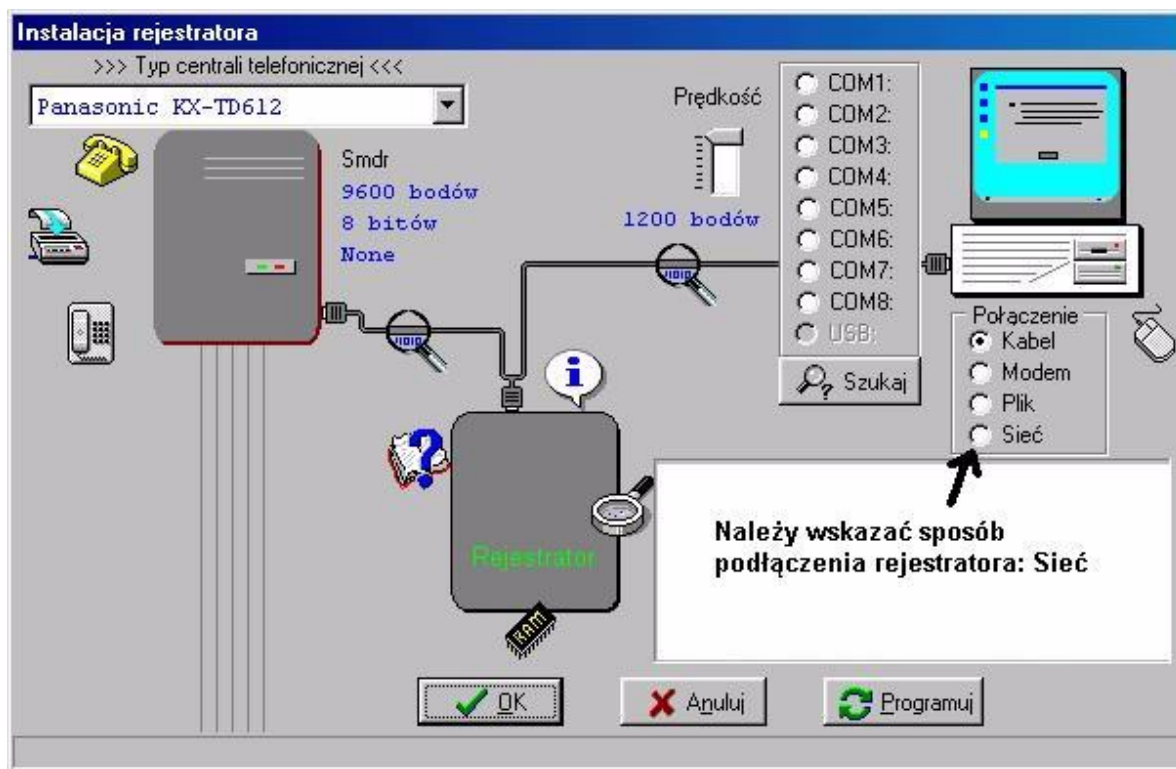 Instalacja rejestratora
>>> Typ centrali telefonicznej <<<
Panasonic KX-TD612
Smdr
9600 bodów
8 bitów
None
Prędkość
1200 bodów
COM1:
COM2:
COM3:
COM4:
COM5:
COM6:
COM7:
COM8:
USB:
Szukaj
Połączenie
Kabel
Modem
Plik
Sieć
Rejestrator
RAM
Należy wskazać sposób
podłączenia rejestratora: Sieć
OK
Anuluj
Programuj